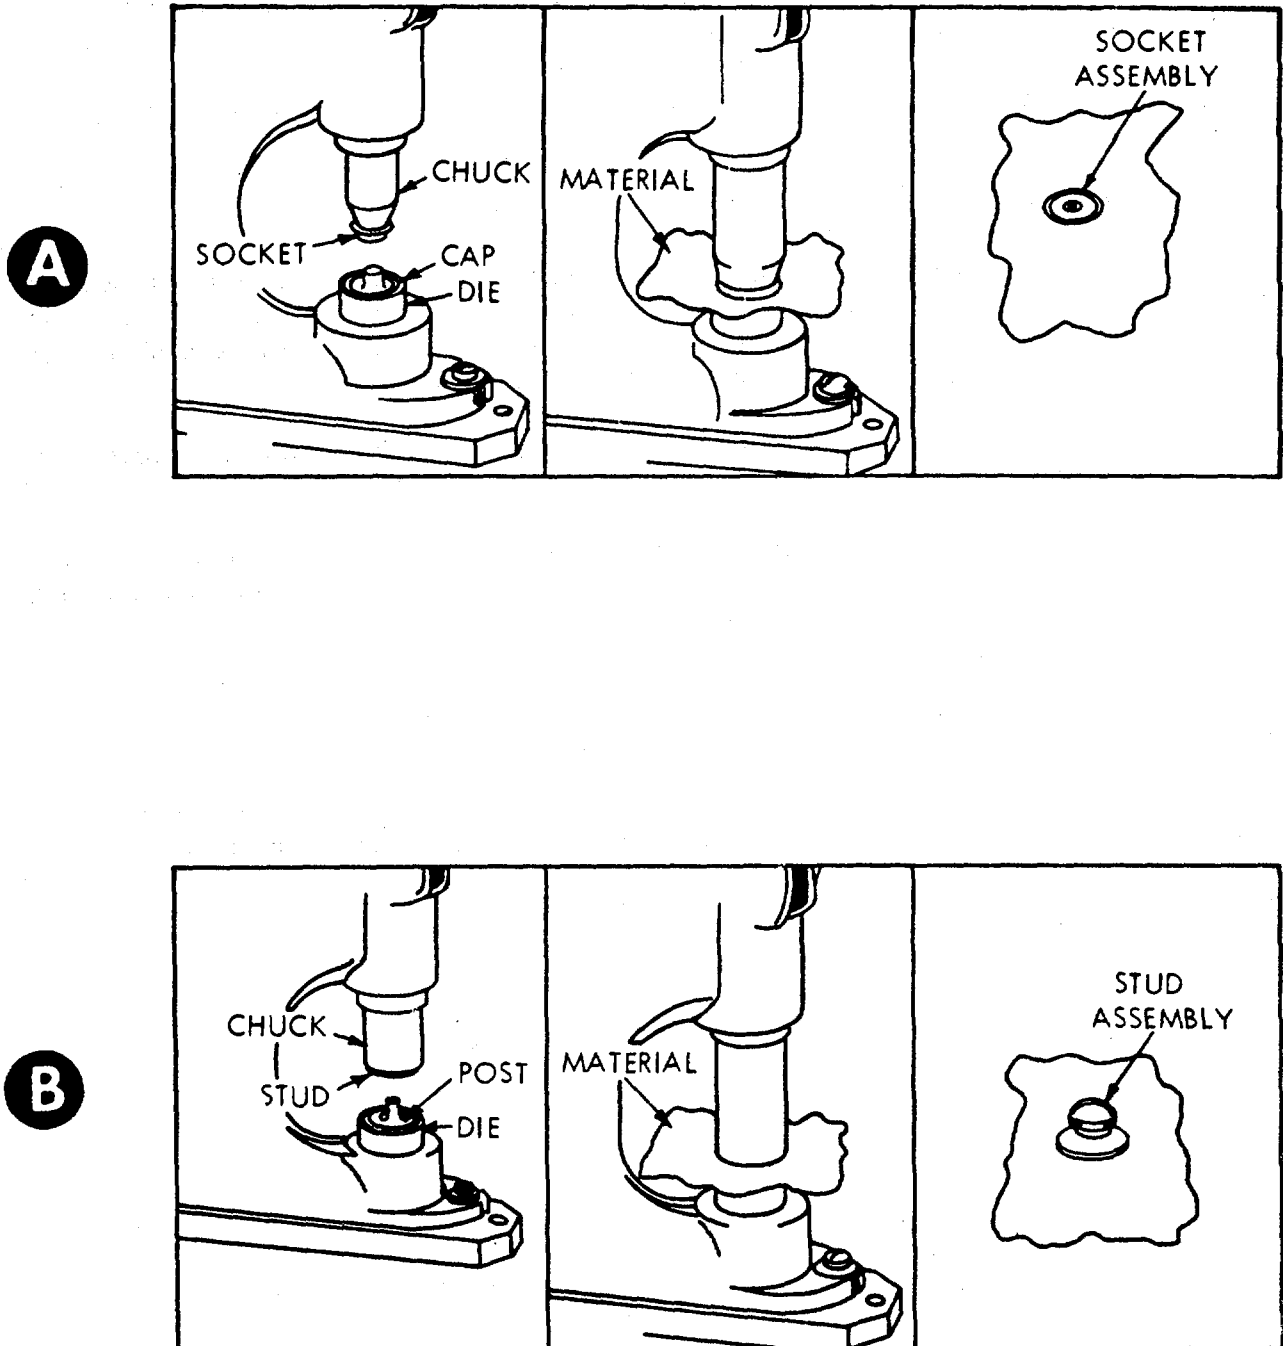 A
SOCKET
CHUCK
CAP
DIE
MATERIAL
SOCKET
ASSEMBLY
B
CHUCK
STUD
POST
DIE
MATERIAL
STUD
ASSEMBLY